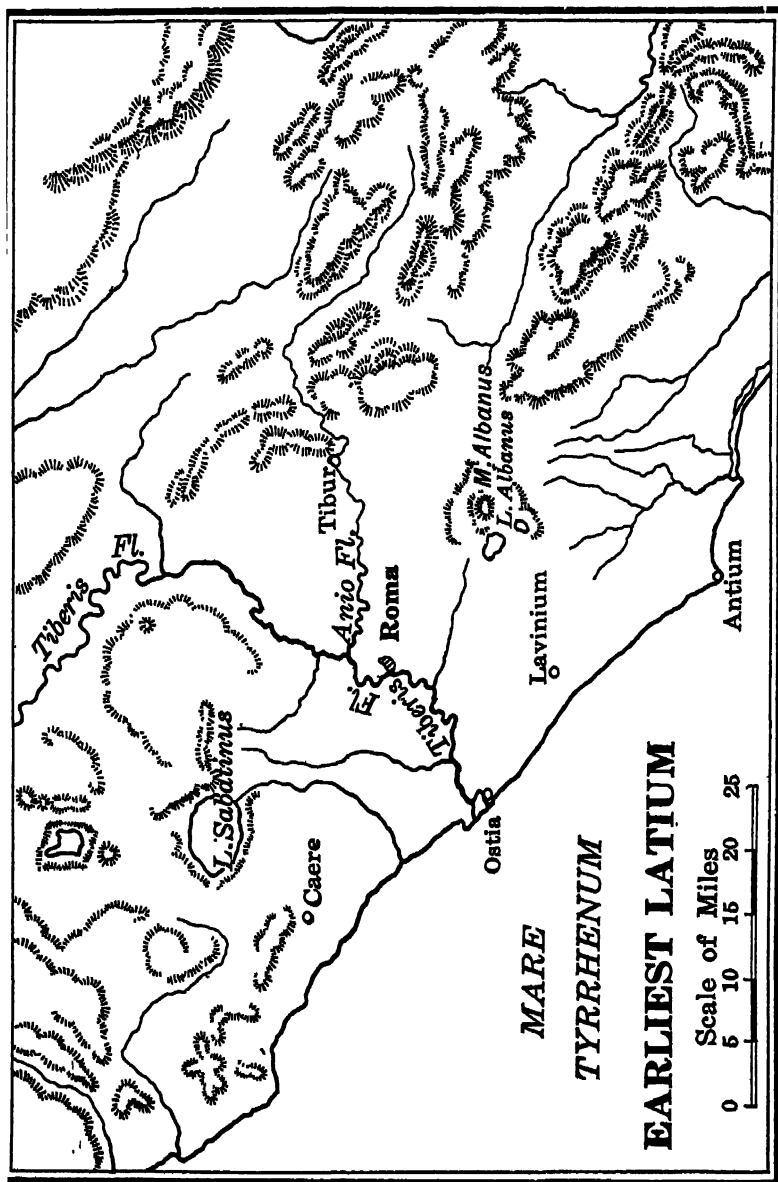 Tiberis Fl.
L. Sabatinus
Caere
Anio Fl.
Tibur
Roma
Tiberis Fl.
M. Albanus
L. Albanus
Ostia
Lavinium
Antium
MARE
TYRRHENUM
EARLIEST LATIUM
Scale of Miles
0 5 10 15 20 25